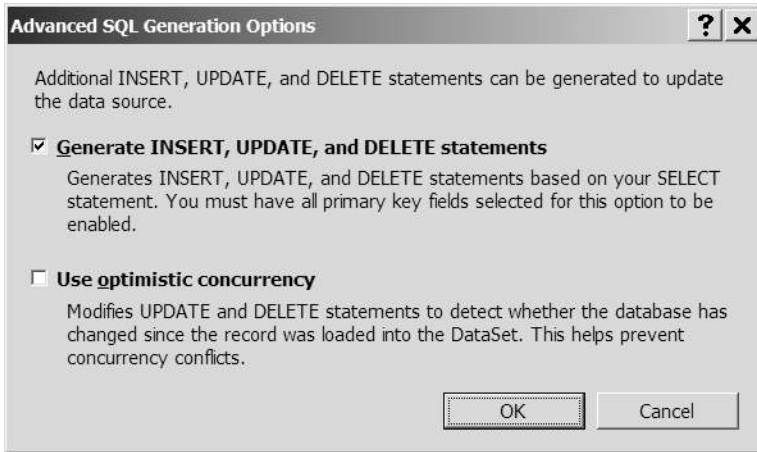 Advanced SQL Generation Options
Additional INSERT, UPDATE, and DELETE statements can be generated to update
the data source.
Generate INSERT, UPDATE, and DELETE statements
Generates INSERT, UPDATE, and DELETE statements based on your SELECT
statement. You must have all primary key fields selected for this option to be
enabled.
Use optimistic concurrency
Modifies UPDATE and DELETE statements to detect whether the database has
changed since the record was loaded into the DataSet. This helps prevent
concurrency conflicts.
OK
Cancel